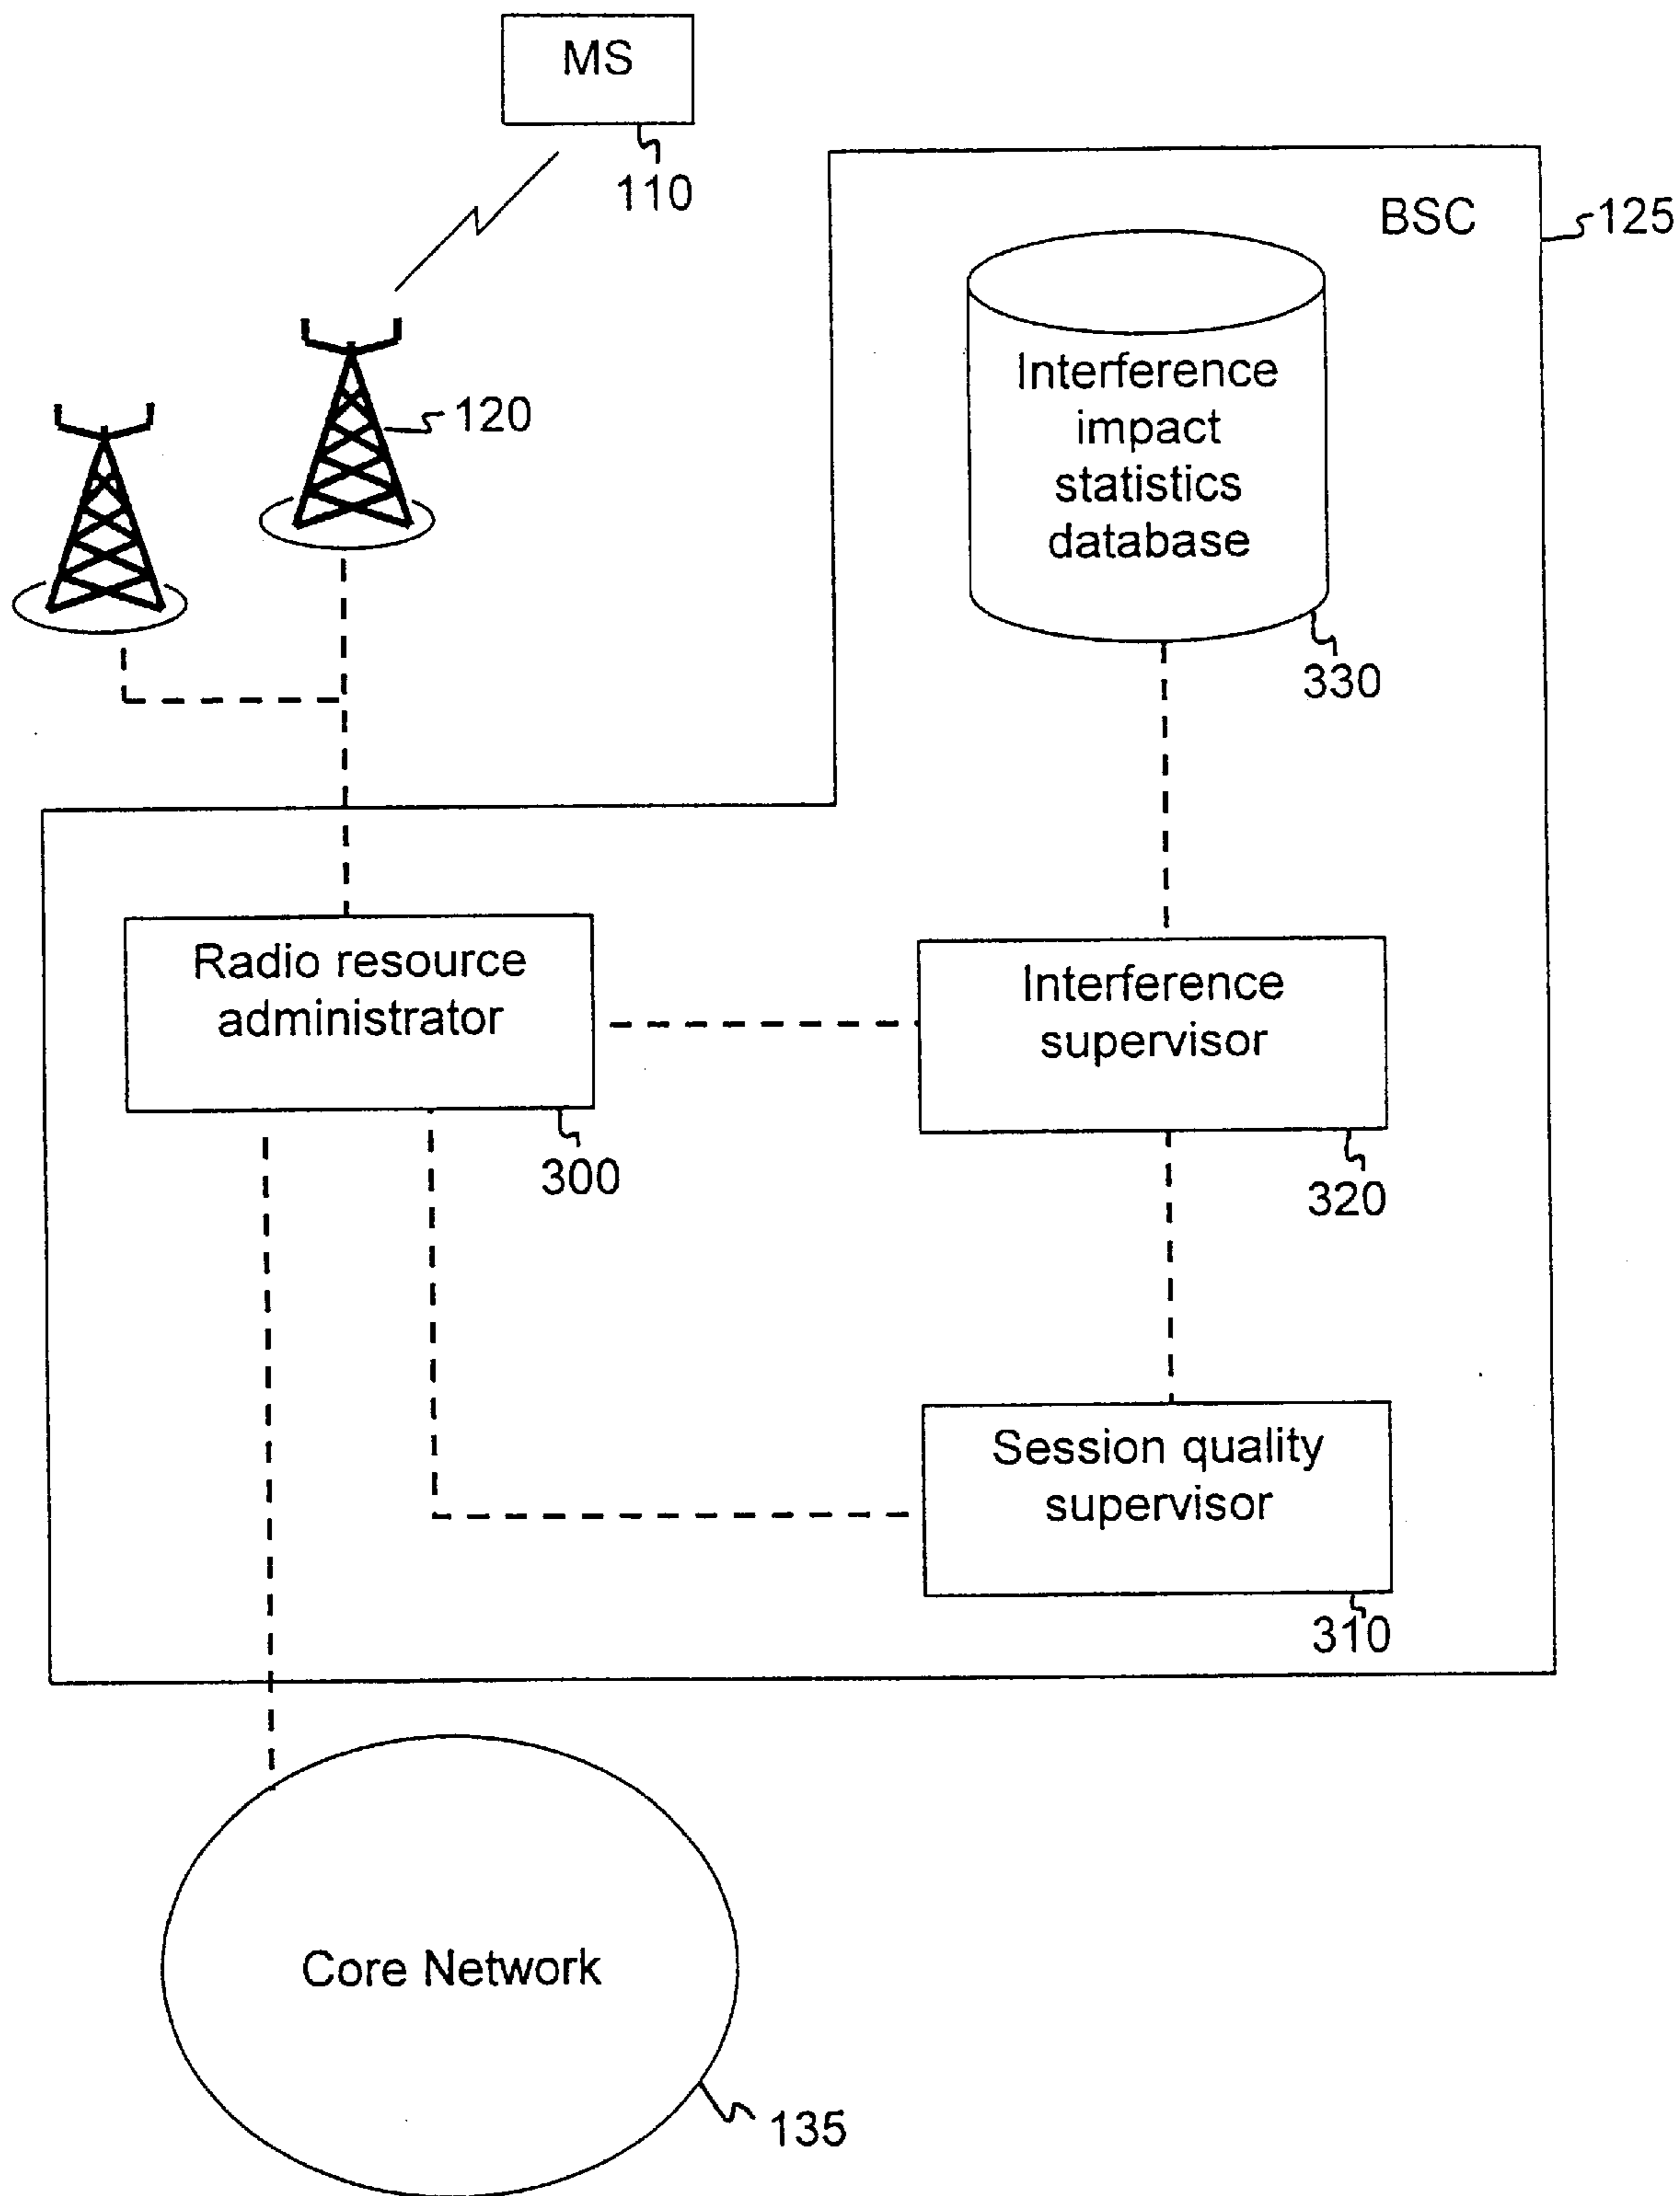 MS
110
BSC
125
120
Interference
impact
statistics
database
330
Radio resource
administrator
300
Interference
supervisor
320
Session quality
supervisor
310
Core Network
135